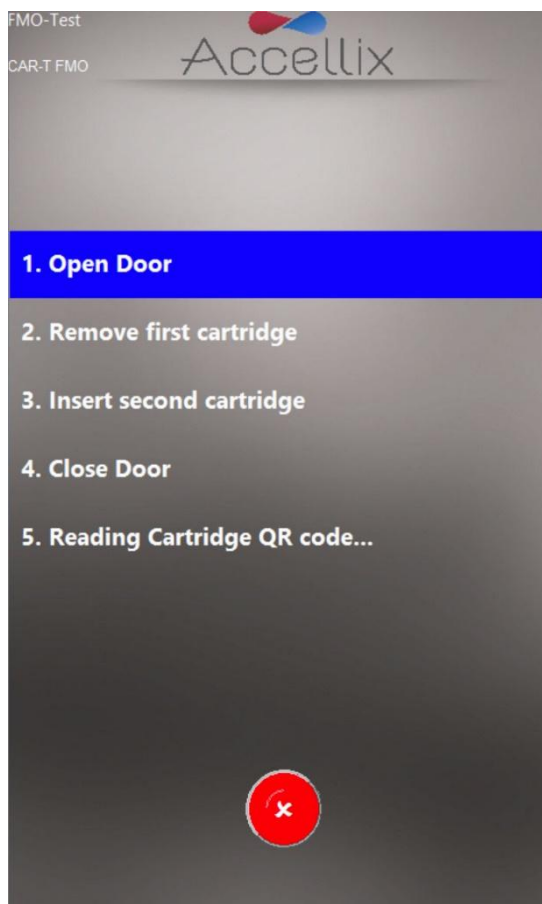 FMO-Test
Accellix
CAR-T FMO
1. Open Door
2. Remove first cartridge
3. Insert second cartridge
4. Close Door
5. Reading Cartridge QR code...